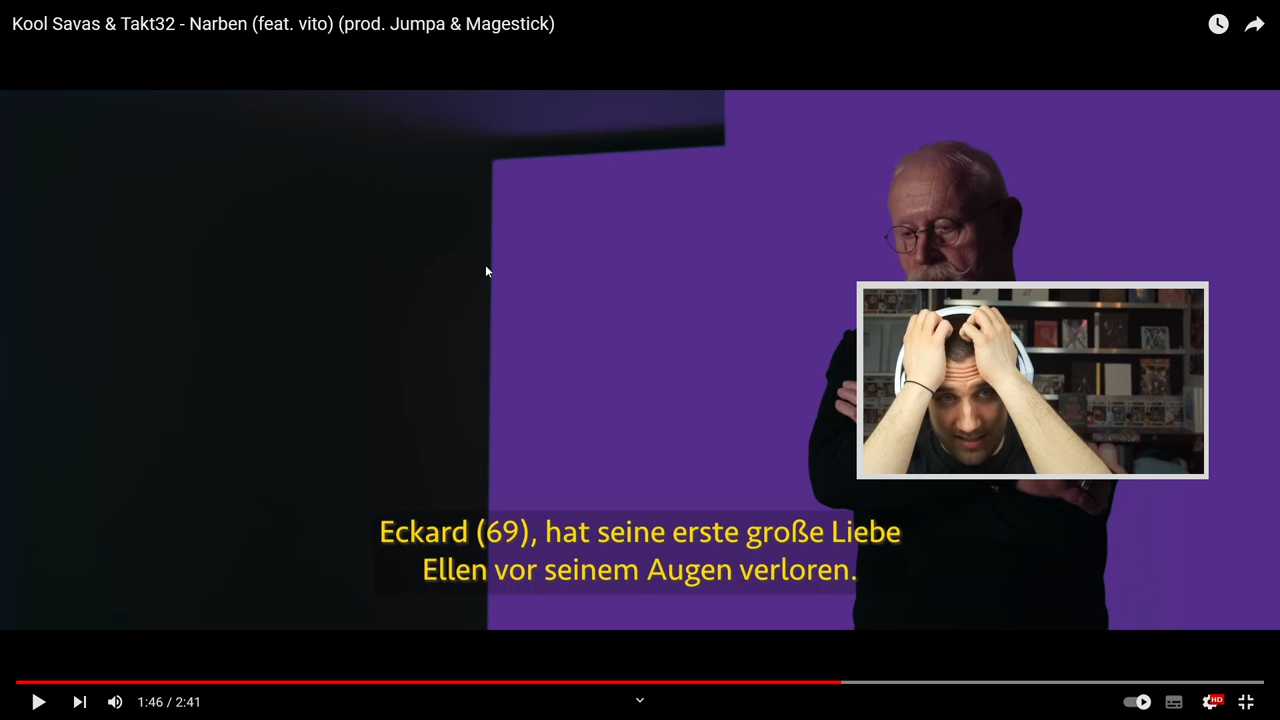 Kool Savas & Takt32 - Narben (feat. vito) (prod. Jumpa & Magestick)
Eckard (69), hat seine erste große Liebe
Ellen vor seinem Augen verloren.
1:46 / 2:41
HD